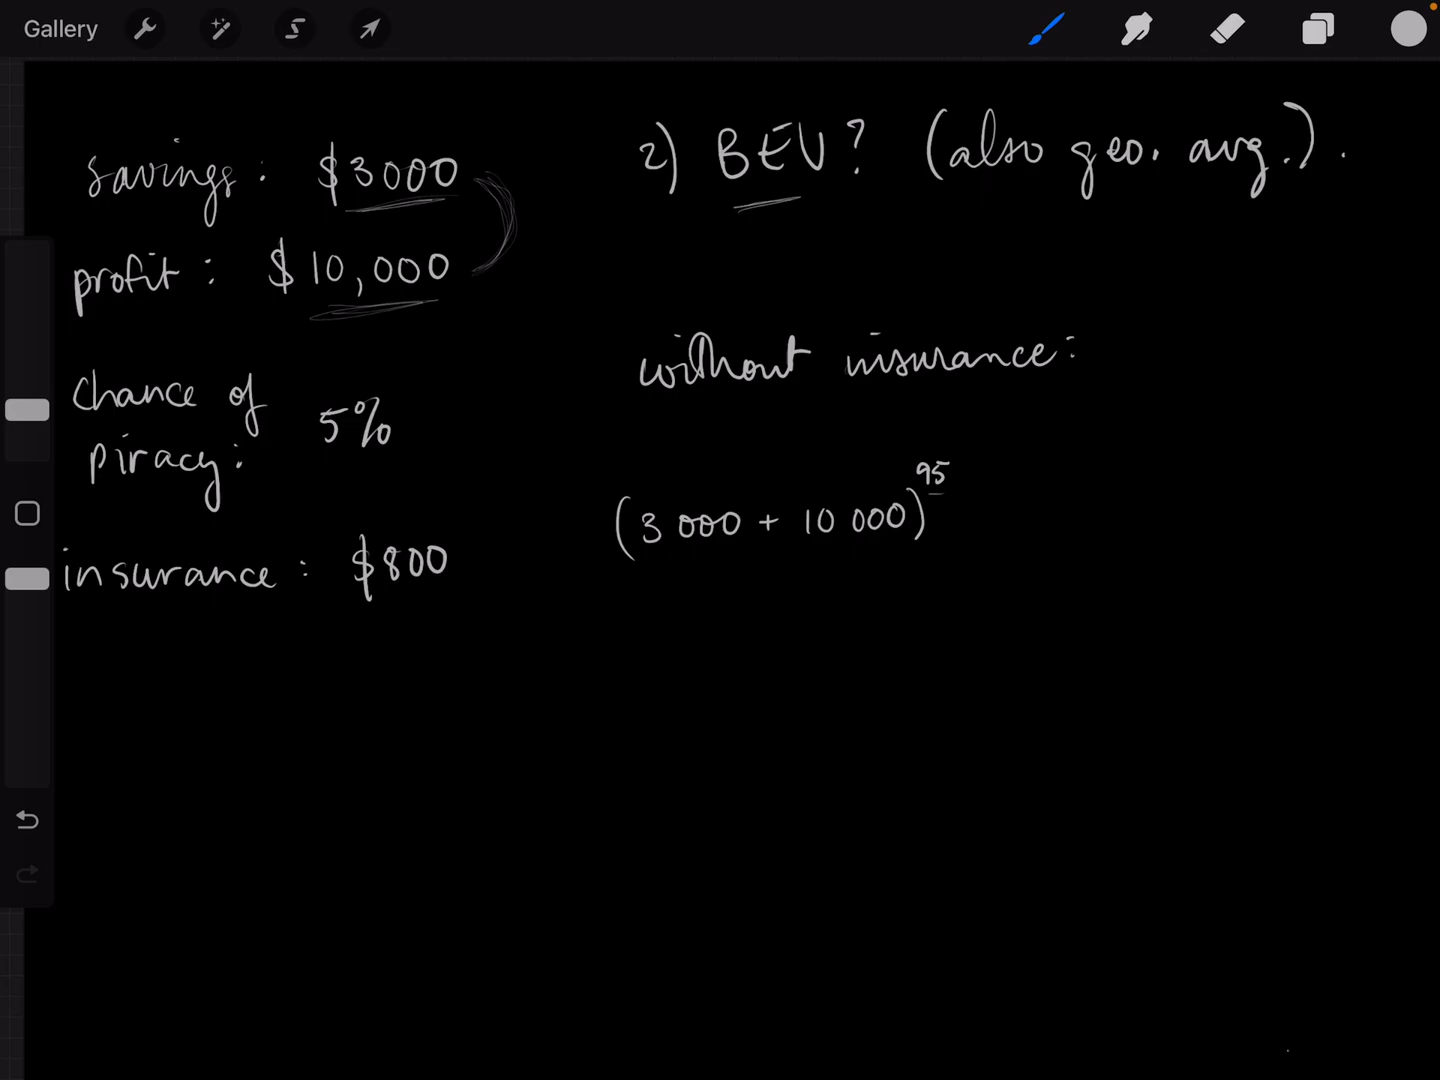 Gallery
savings: $3000
profit: $10,000
chance of piracy: 5%
insurance: $800
2) BEV? (also geo. avg.).
without insurance:
(3 000 + 10 000)^95